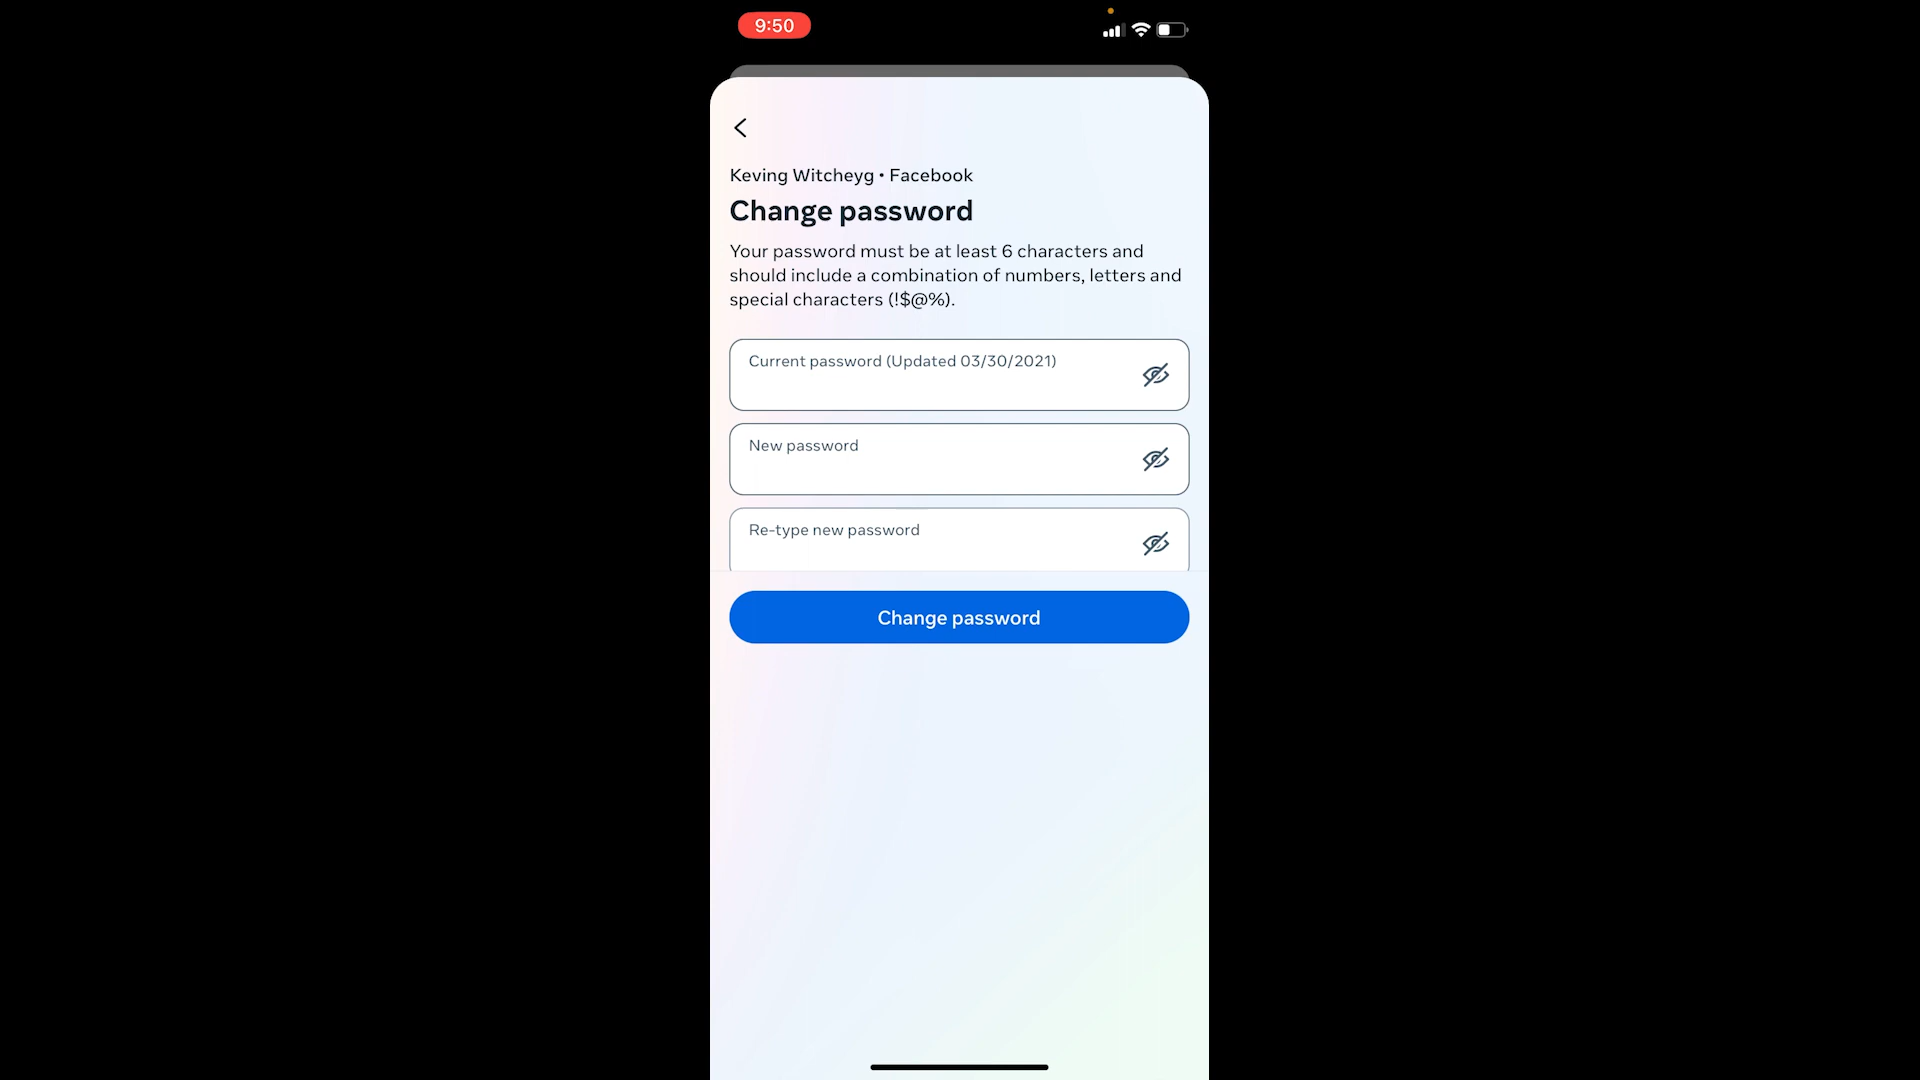 9:50
Keving Witcheyg • Facebook
Change password
Your password must be at least 6 characters and
should include a combination of numbers, letters and
special characters (!$@%).
Current password (Updated 03/30/2021)
New password
Re-type new password
Change password